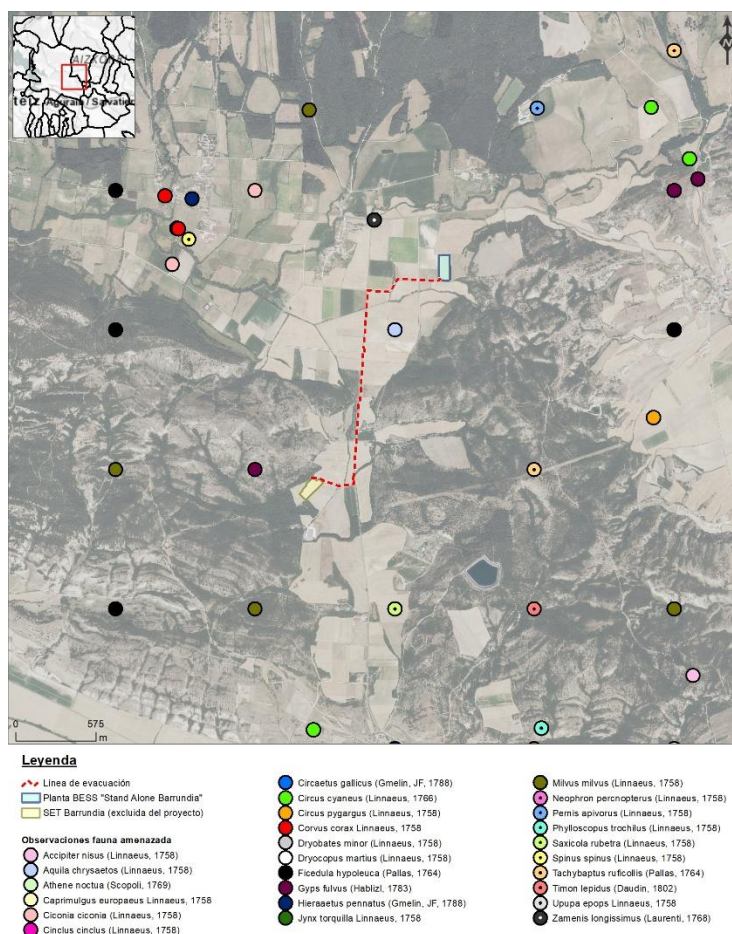 AIZKO
teiz Agurain / Salvatie
N
0 575
m
Leyenda
Línea de evacuación
Planta BESS "Stand Alone Barrundia"
SET Barrundia (excluida del proyecto)
Observaciones fauna amenazada
Accipiter nisus (Linnaeus, 1758)
Aquila chrysaetos (Linnaeus, 1758)
Athene noctua (Scopoli, 1769)
Caprimulgus europaeus Linnaeus, 1758
Ciconia ciconia (Linnaeus, 1758)
Cinclus cinclus (Linnaeus, 1758)
Circaetus gallicus (Gmelin, JF, 1788)
Circus cyaneus (Linnaeus, 1766)
Circus pygargus (Linnaeus, 1758)
Corvus corax Linnaeus, 1758
Dryobates minor (Linnaeus, 1758)
Dryocopus martius (Linnaeus, 1758)
Ficedula hypoleuca (Pallas, 1764)
Gyps fulvus (Hablizl, 1783)
Hieraaetus pennatus (Gmelin, JF, 1788)
Jynx torquilla Linnaeus, 1758
Milvus milvus (Linnaeus, 1758)
Neophron percnopterus (Linnaeus, 1758)
Pernis apivorus (Linnaeus, 1758)
Phylloscopus trochilus (Linnaeus, 1758)
Saxicola rubetra (Linnaeus, 1758)
Spinus spinus (Linnaeus, 1758)
Tachybaptus ruficollis (Pallas, 1764)
Timon lepidus (Daudin, 1802)
Upupa epops Linnaeus, 1758
Zamenis longissimus (Laurenti, 1768)